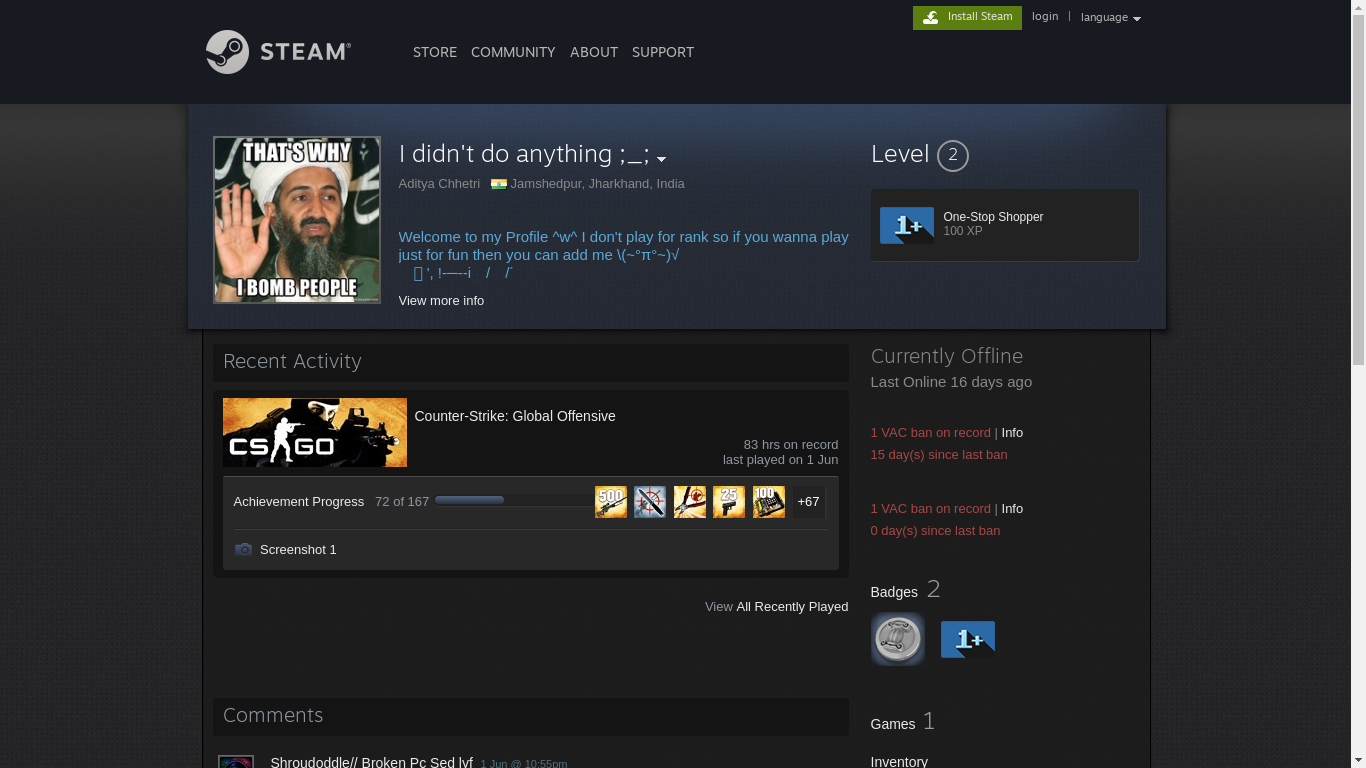 Install Steam
login
|
language
STEAM®
STORE COMMUNITY ABOUT SUPPORT
THAT'S WHY
I BOMB PEOPLE
I didn't do anything ;_;
Aditya Chhetri Jamshedpur, Jharkhand, India
Welcome to my Profile ^w^ I don't play for rank so if you wanna play
just for fun then you can add me \(~°π°~)√
', !-─--i / /´
View more info
Level 2
One-Stop Shopper
100 XP
Recent Activity
CS GO
Counter-Strike: Global Offensive
83 hrs on record
last played on 1 Jun
Achievement Progress 72 of 167
500
25
100
+67
Screenshot 1
View All Recently Played
Comments
Shroudoddle// Broken Pc Sed lyf 1 Jun @ 10:55pm
Currently Offline
Last Online 16 days ago
1 VAC ban on record | Info
15 day(s) since last ban
1 VAC ban on record | Info
0 day(s) since last ban
Badges 2
1+
Games 1
Inventory